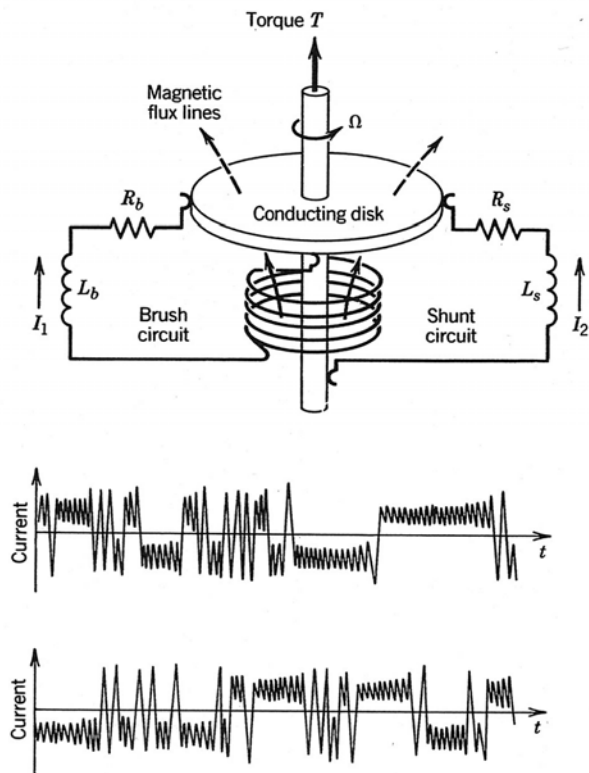 Torque T
Magnetic
flux lines
Ω
R_b
Conducting disk
R_s
L_b
L_s
I_1
Brush
circuit
Shunt
circuit
I_2
Current
t
Current
t